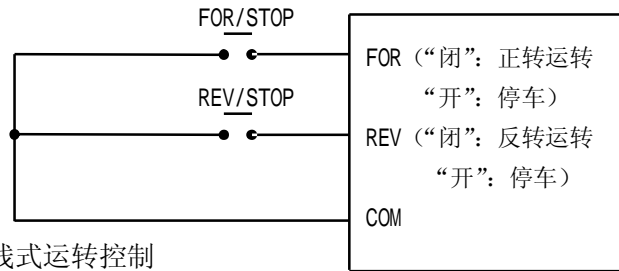 FOR/STOP
FOR（“闭”：正转运转
“开”：停车）
REV/STOP
REV（“闭”：反转运转
“开”：停车）
COM
线式运转控制